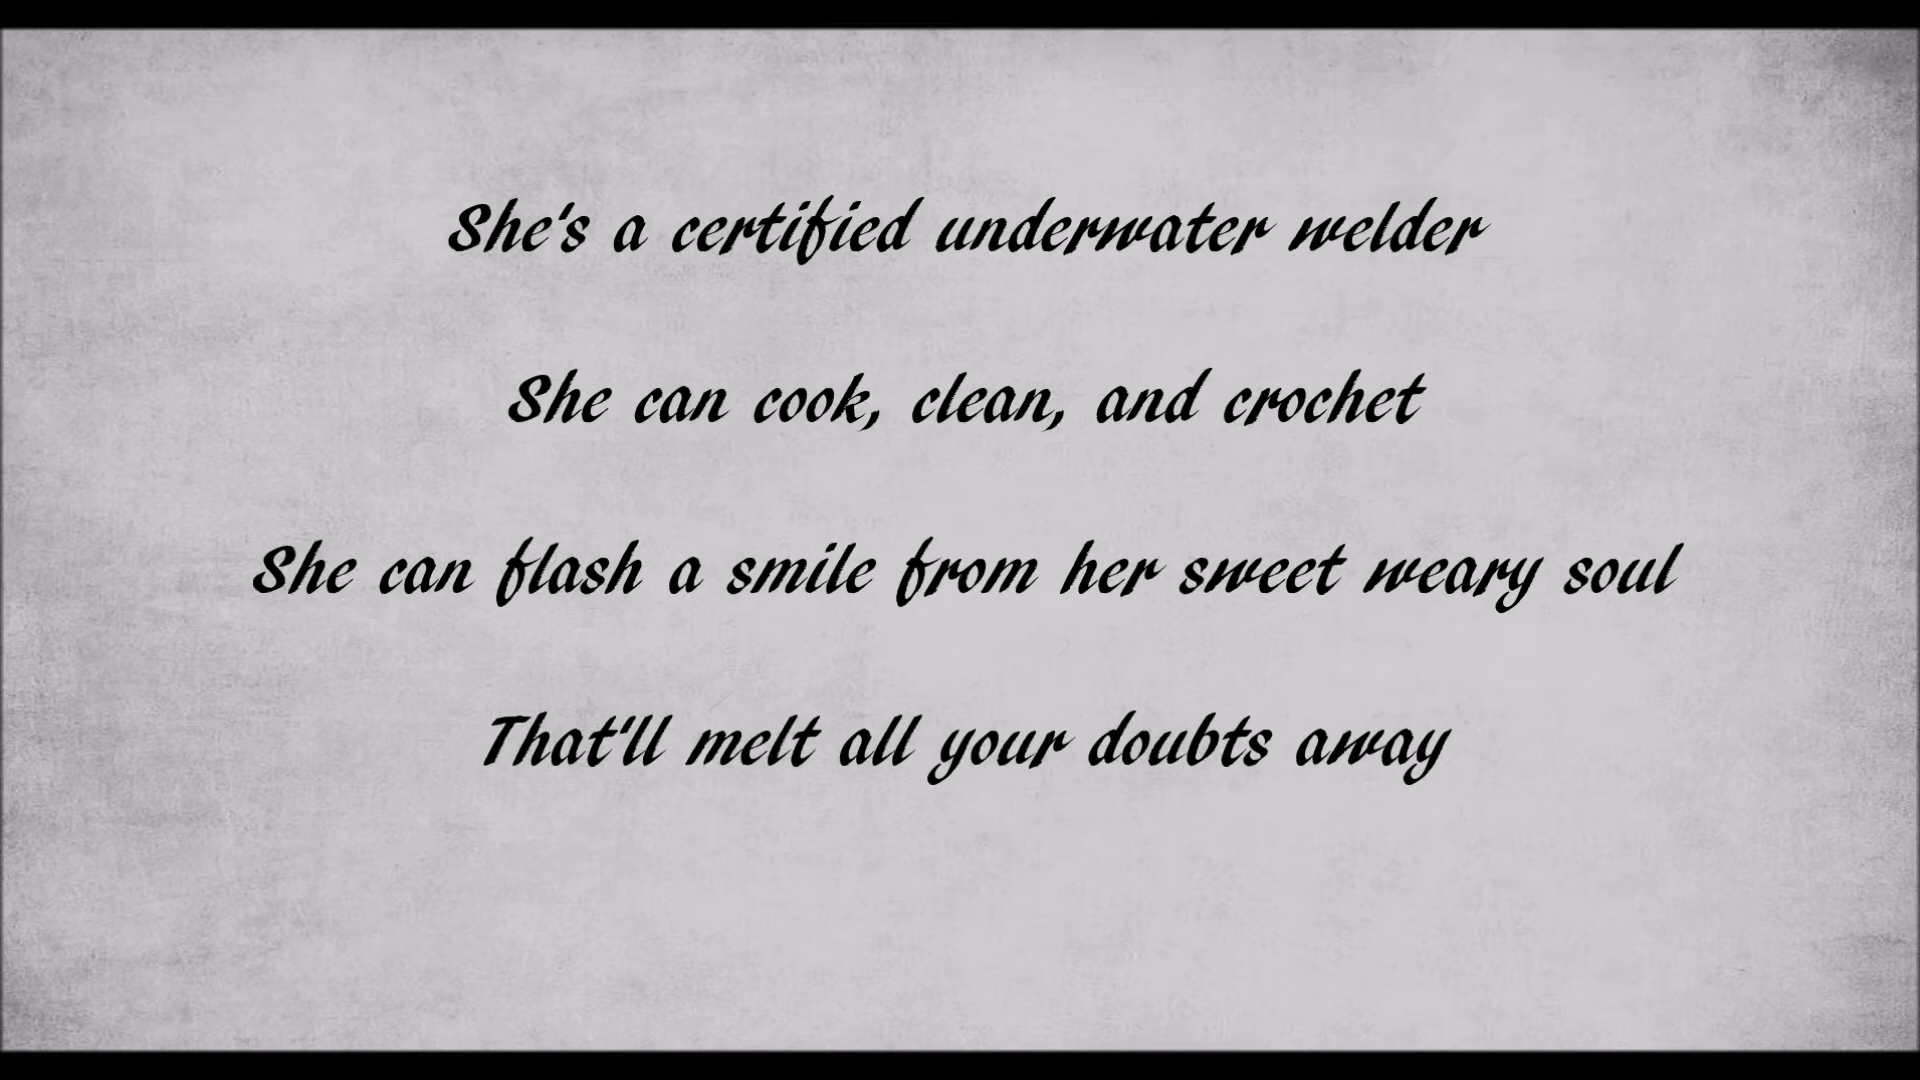 She's a certified underwater welder
She can cook, clean, and crochet
She can flash a smile from her sweet weary soul
That'll melt all your doubts away